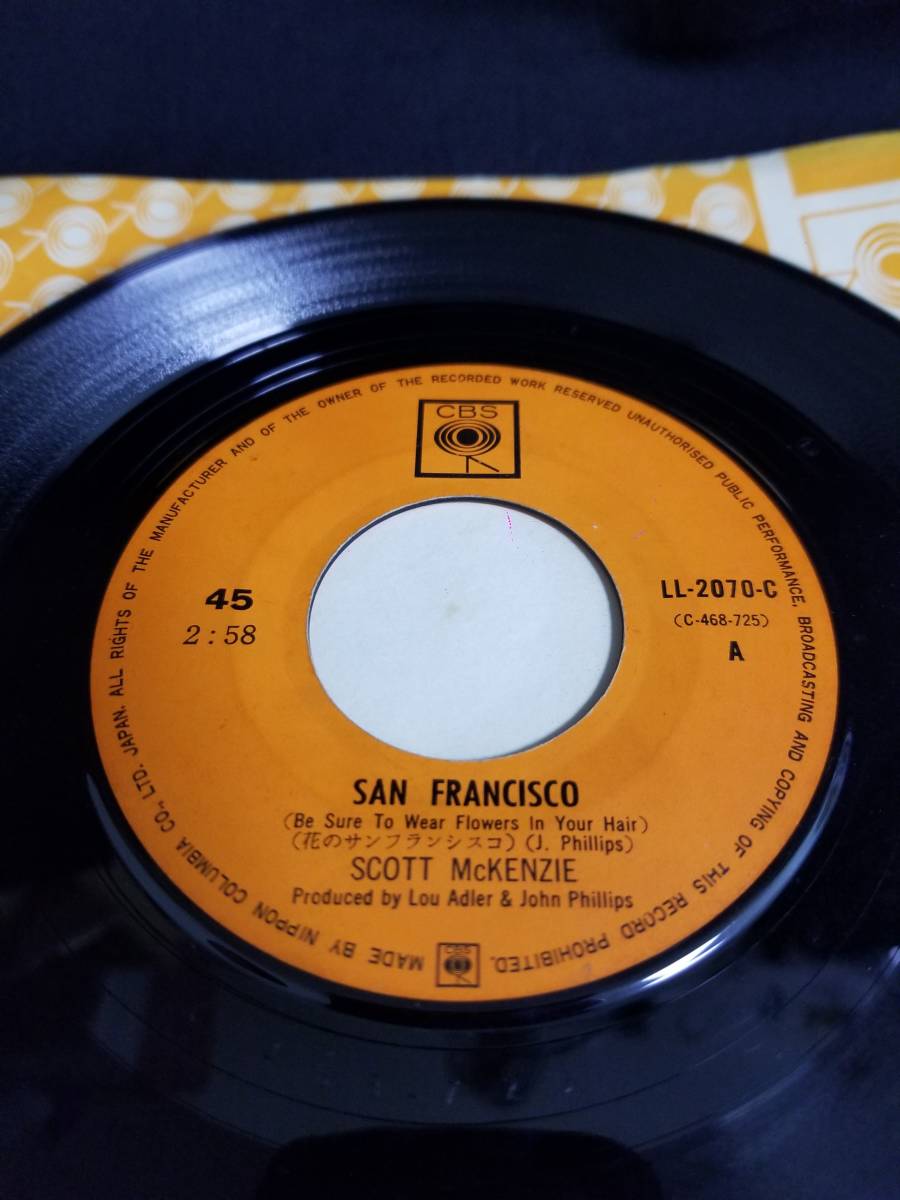 CBS
45
2:58
LL-2070-C
(C-468-725)
A
SAN FRANCISCO
(Be Sure To Wear Flowers In Your Hair)
(花のサンフランシスコ) (J. Phillips)
SCOTT McKENZIE
Produced by Lou Adler & John Phillips
MADE BY NIPPON COLUMBIA CO., LTD. JAPAN. ALL RIGHTS OF THE MANUFACTURER AND OF THE OWNER OF THE RECORDED WORK RESERVED UNAUTHORISED PUBLIC PERFORMANCE, BROADCASTING AND COPYING OF THIS RECORD PROHIBITED.
CBS